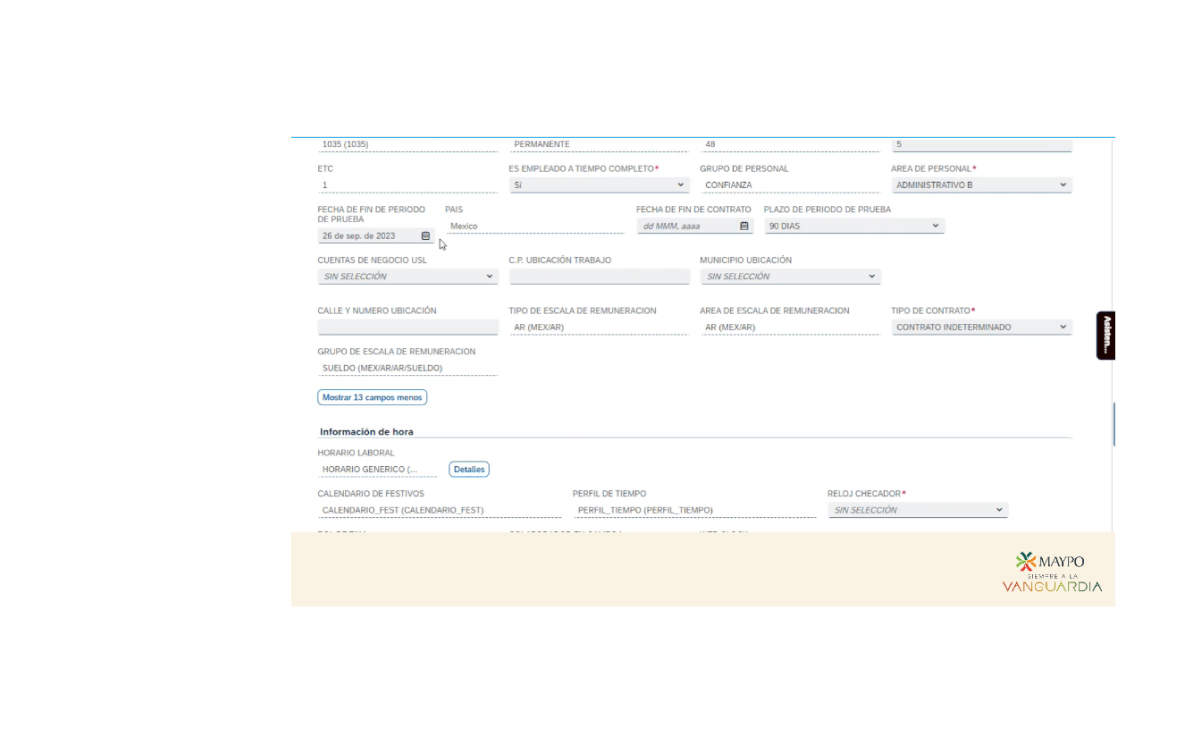 1035 (1035) PERMANENTE 48 5
ETC ES EMPLEADO A TIEMPO COMPLETO* GRUPO DE PERSONAL AREA DE PERSONAL*
1 Sí CONFIANZA ADMINISTRATIVO B
FECHA DE FIN DE PERIODO DE PRUEBA PAIS FECHA DE FIN DE CONTRATO PLAZO DE PERIODO DE PRUEBA
26 de sep. de 2023 Mexico dd MMM, aaaa 90 DIAS
CUENTAS DE NEGOCIO USL C.P. UBICACIÓN TRABAJO MUNICIPIO UBICACIÓN
SIN SELECCIÓN SIN SELECCIÓN
CALLE Y NUMERO UBICACIÓN TIPO DE ESCALA DE REMUNERACION AREA DE ESCALA DE REMUNERACION TIPO DE CONTRATO*
AR (MEX/AR) AR (MEX/AR) CONTRATO INDETERMINADO
GRUPO DE ESCALA DE REMUNERACION
SUELDO (MEX/AR/AR/SUELDO)
Mostrar 13 campos menos
Información de hora
HORARIO LABORAL
HORARIO GENERICO (... Detalles
CALENDARIO DE FESTIVOS PERFIL DE TIEMPO RELOJ CHECADOR*
CALENDARIO_FEST (CALENDARIO_FEST) PERFIL_TIEMPO (PERFIL_TIEMPO) SIN SELECCIÓN
Asisten...
MAYPO
SIEMPRE A LA
VANGUARDIA